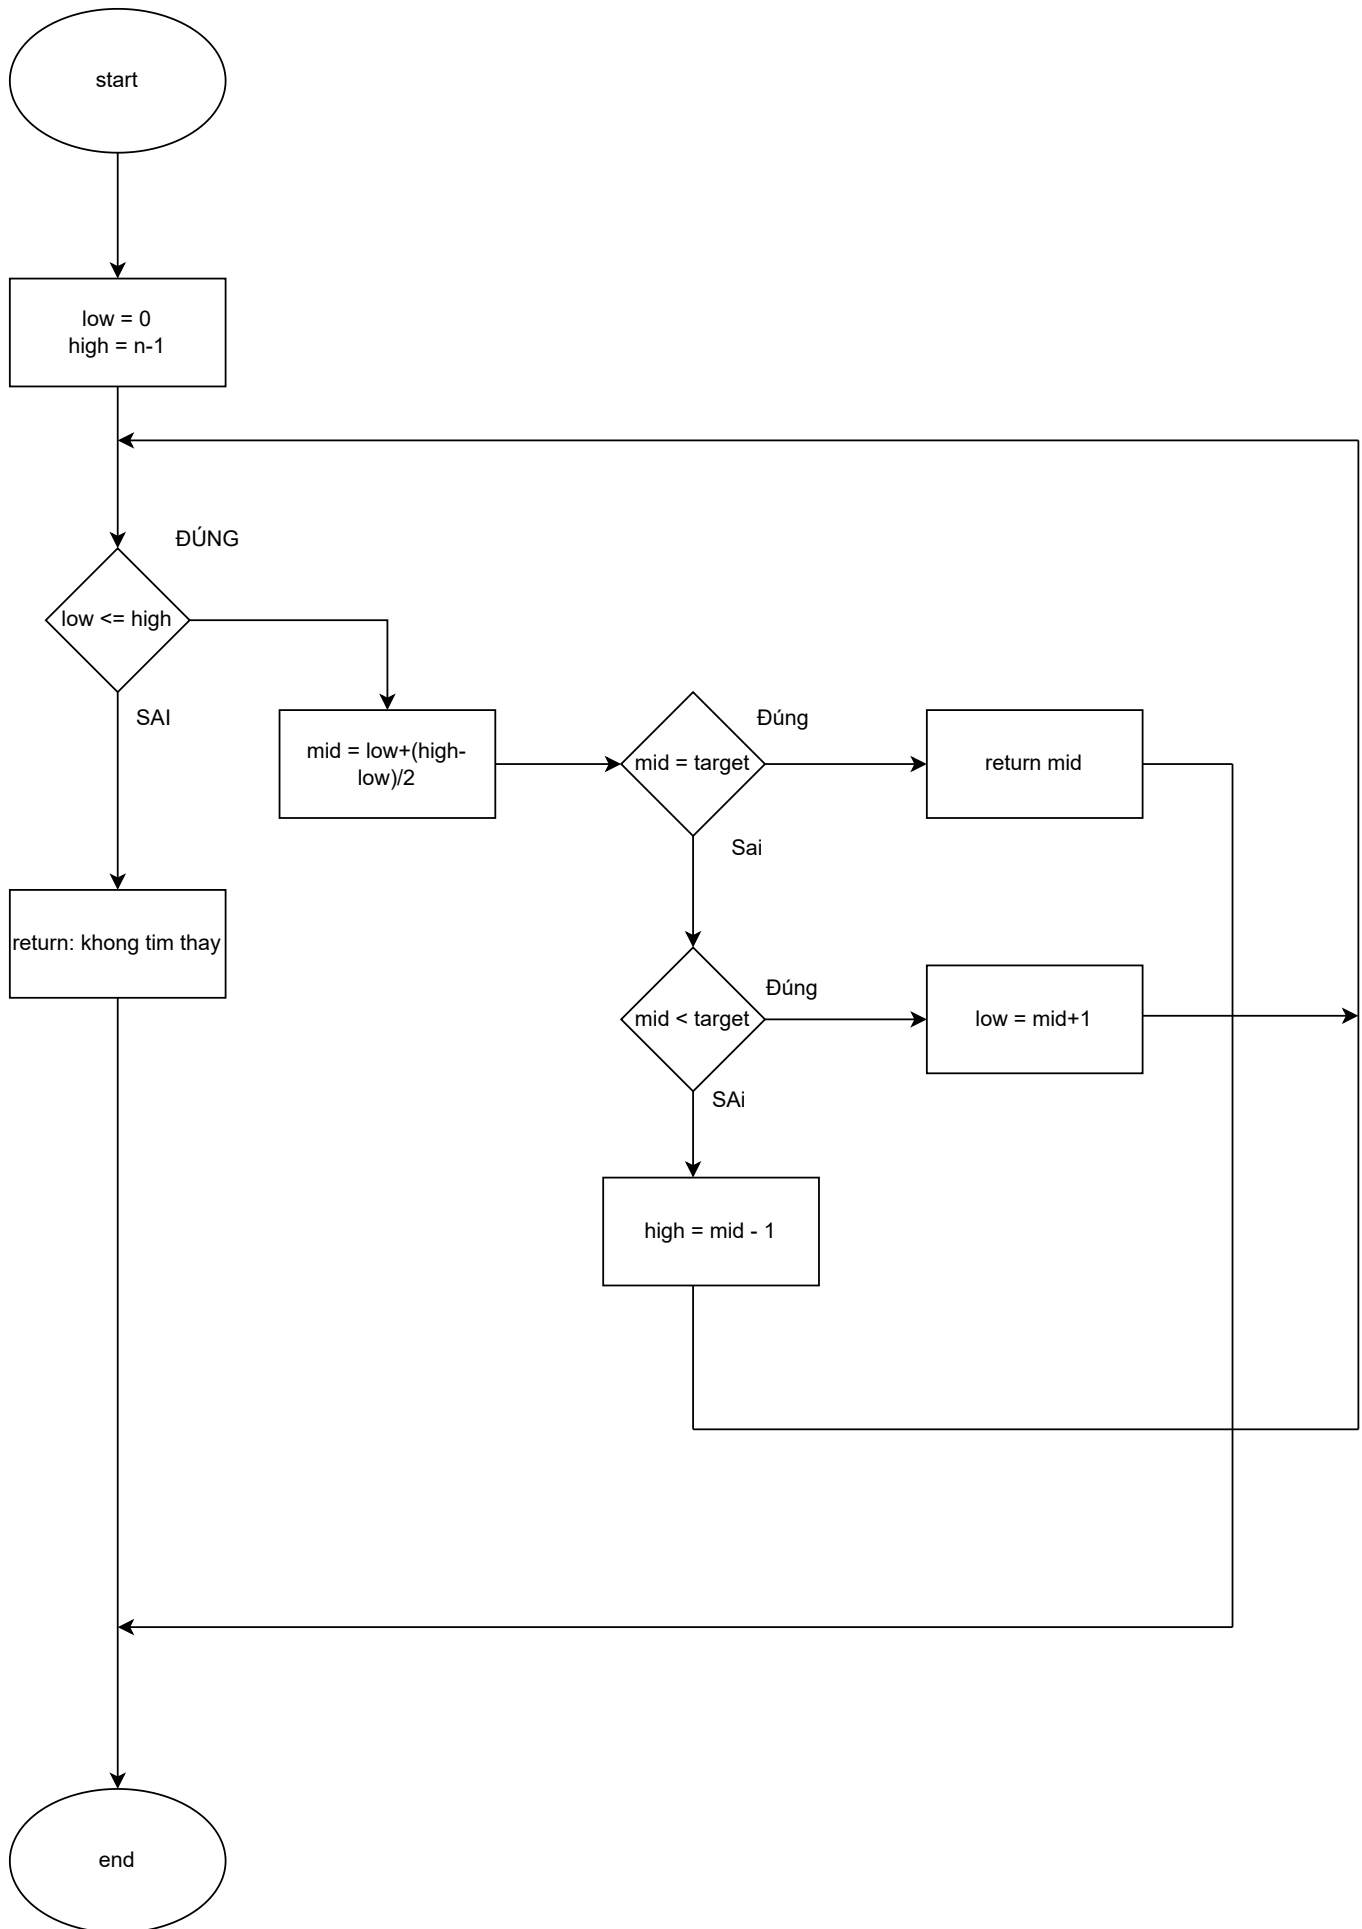 start
low = 0
high = n-1
ĐÚNG
low <= high
SAI
mid = low+(high-
low)/2
mid = target
Đúng
return mid
Sai
return: khong tim thay
mid < target
Đúng
low = mid+1
SAi
high = mid - 1
end